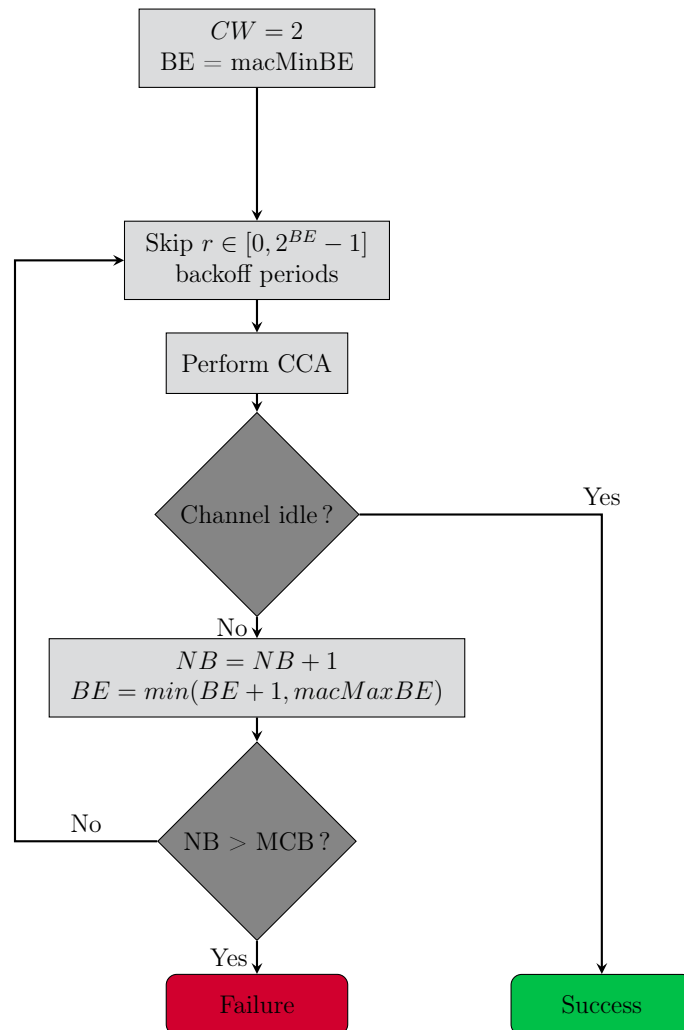 CW = 2
BE = macMinBE
Skip r ∈ [0, 2^{BE} − 1]
backoff periods
Perform CCA
Channel idle ?
Yes
No
NB = NB + 1
BE = min(BE + 1, macMaxBE)
No
NB > MCB ?
Yes
Failure
Success